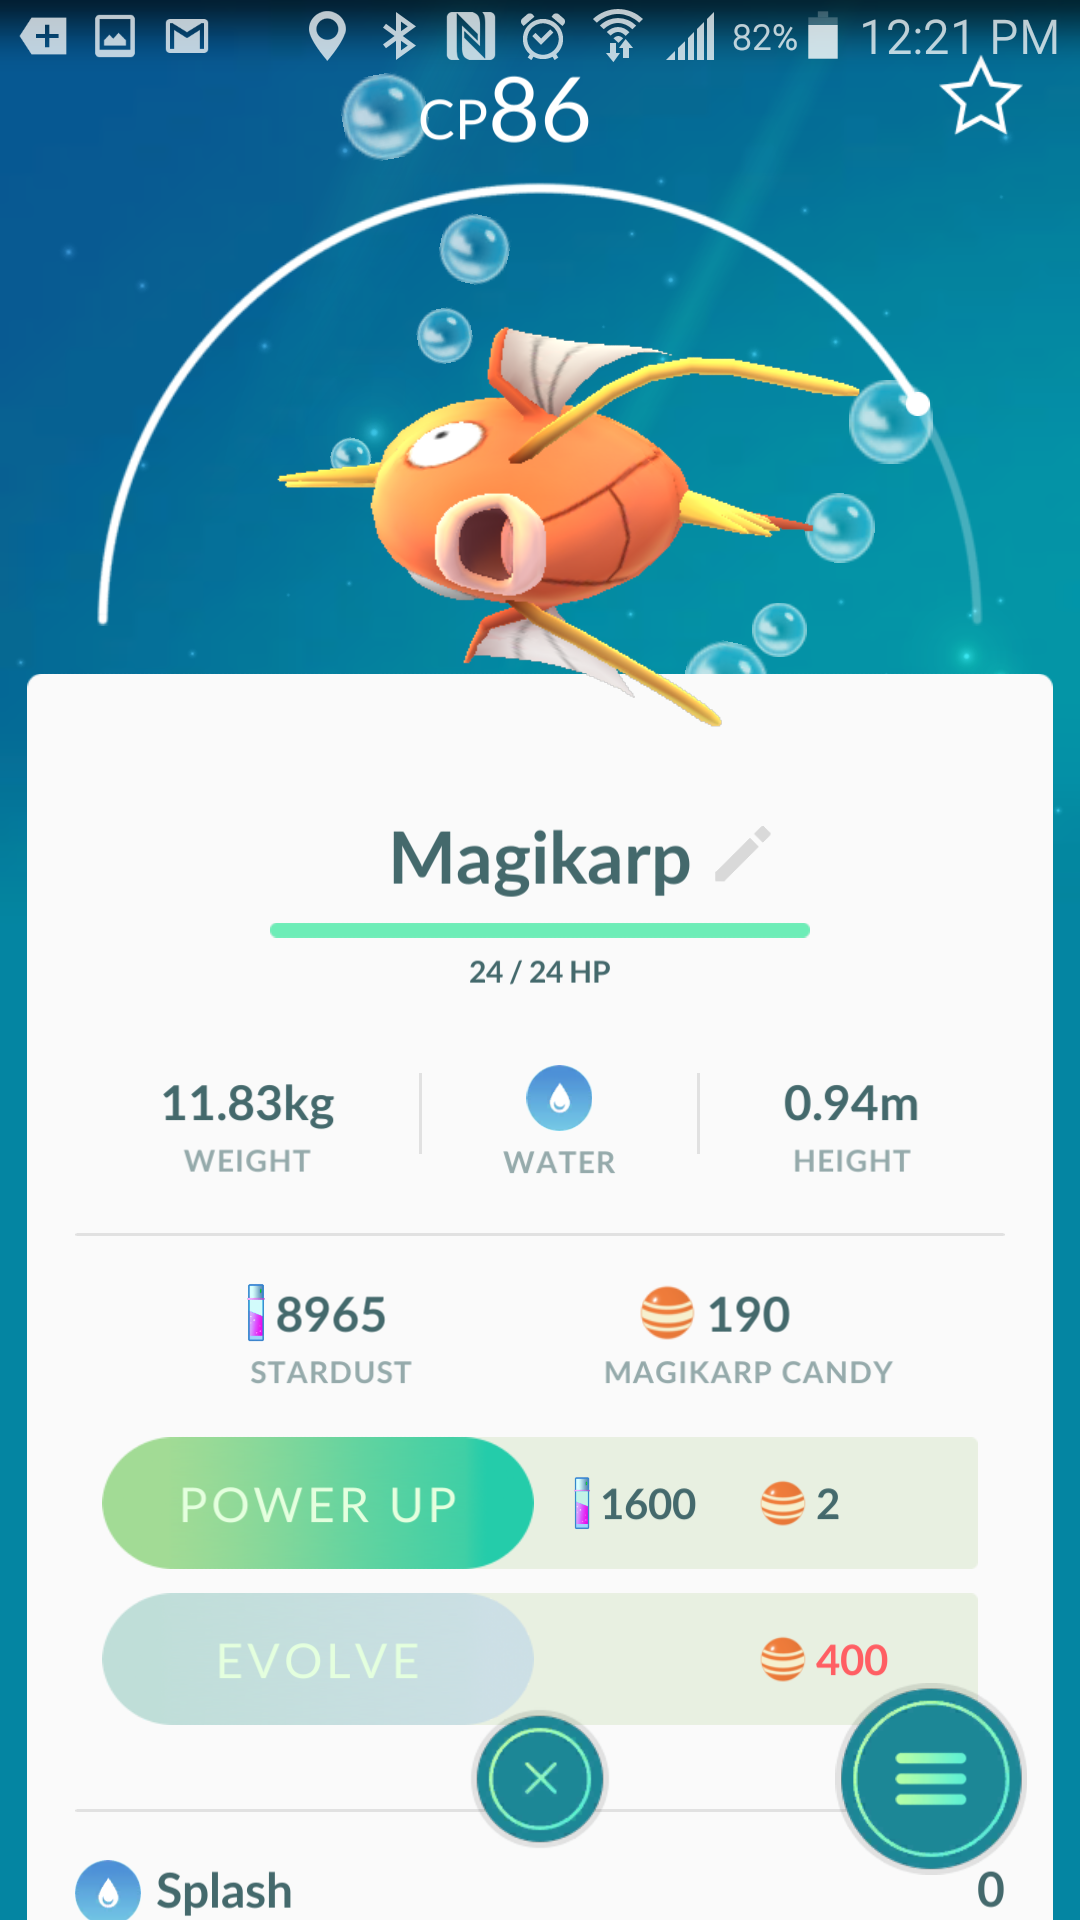 82% 12:21 PM
CP86
Magikarp
24 / 24 HP
11.83kg
WEIGHT
WATER
0.94m
HEIGHT
8965
STARDUST
190
MAGIKARP CANDY
POWER UP 1600 2
EVOLVE 400
Splash 0